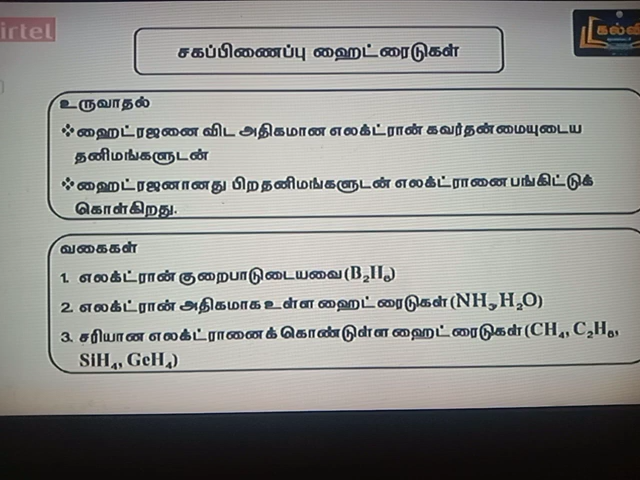 irtel
கல்வி
சகப்பிணைப்பு ஹைட்ரைடுகள்
உருவாதல்
❖ஹைட்ரஜனை விட அதிகமான எலக்ட்ரான் கவர்தன்மையுடைய
தனிமங்களுடன்
❖ஹைட்ரஜனானது பிறதனிமங்களுடன் எலக்ட்ரானை பங்கிட்டுக்
கொள்கிறது.
வகைகள்
1. எலக்ட்ரான் குறைபாடுடையவை(B₂H₆)
2. எலக்ட்ரான் அதிகமாக உள்ள ஹைட்ரைடுகள்(NH₃,H₂O)
3. சரியான எலக்ட்ரானைக் கொண்டுள்ள ஹைட்ரைடுகள்(CH₄, C₂H₆,
SiH₄, GeH₄)